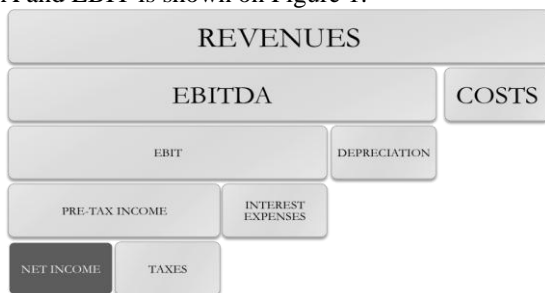 A and EBIT is shown on Figure 1.
REVENUES
EBITDA
COSTS
EBIT
DEPRECIATION
PRE-TAX INCOME
INTEREST
EXPENSES
NET INCOME
TAXES